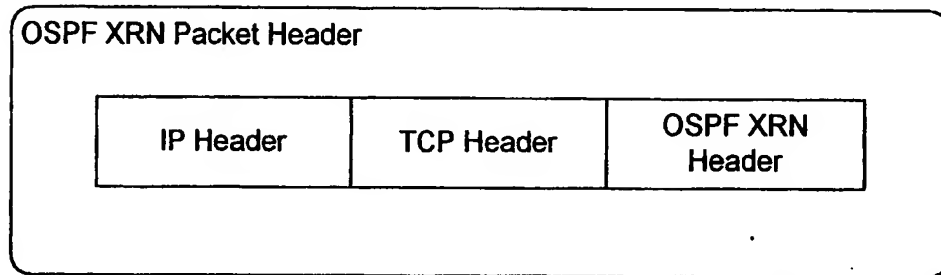 OSPF XRN Packet Header
IP Header
TCP Header
OSPF XRN
Header